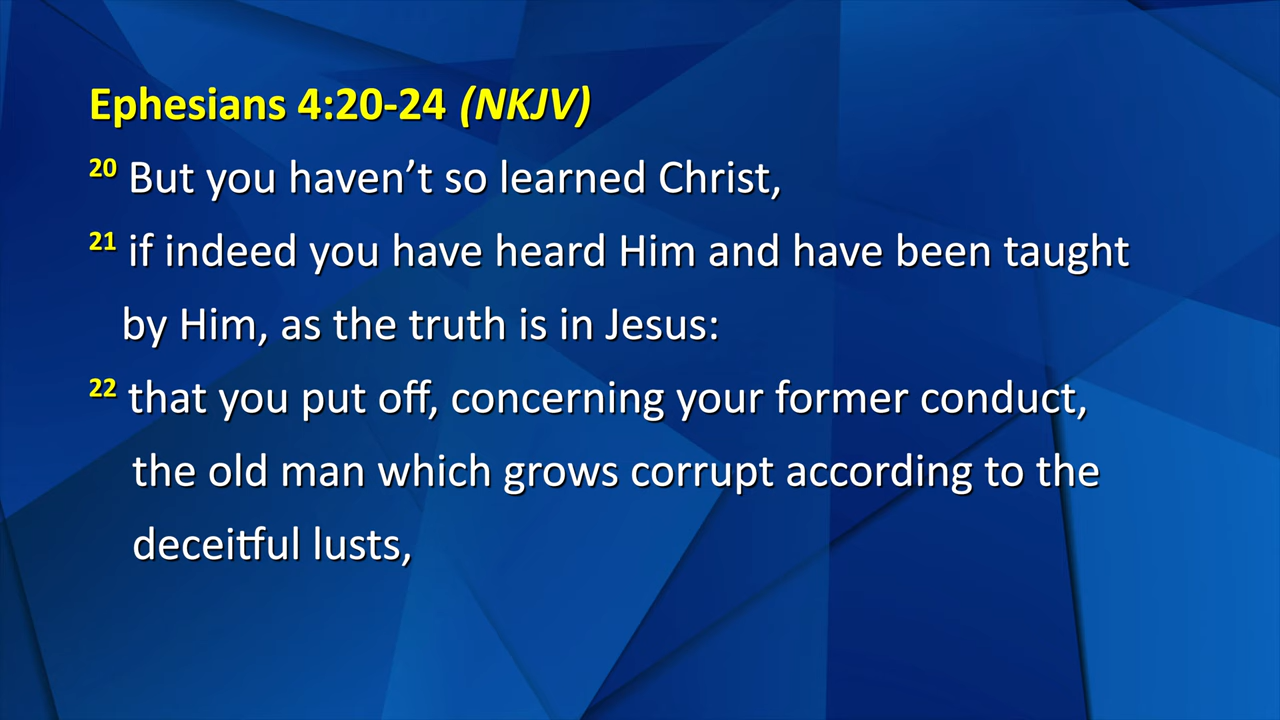 Ephesians 4:20-24 (NKJV)
20 But you haven’t so learned Christ,
21 if indeed you have heard Him and have been taught
by Him, as the truth is in Jesus:
22 that you put off, concerning your former conduct,
the old man which grows corrupt according to the
deceitful lusts,